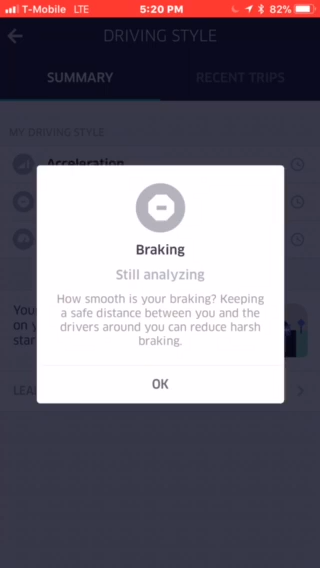 T-Mobile LTE 5:20 PM 82%
DRIVING STYLE
SUMMARY RECENT TRIPS
MY DRIVING STYLE
Acceleration
Braking
Still analyzing
How smooth is your braking? Keeping
a safe distance between you and the
drivers around you can reduce harsh
braking.
OK